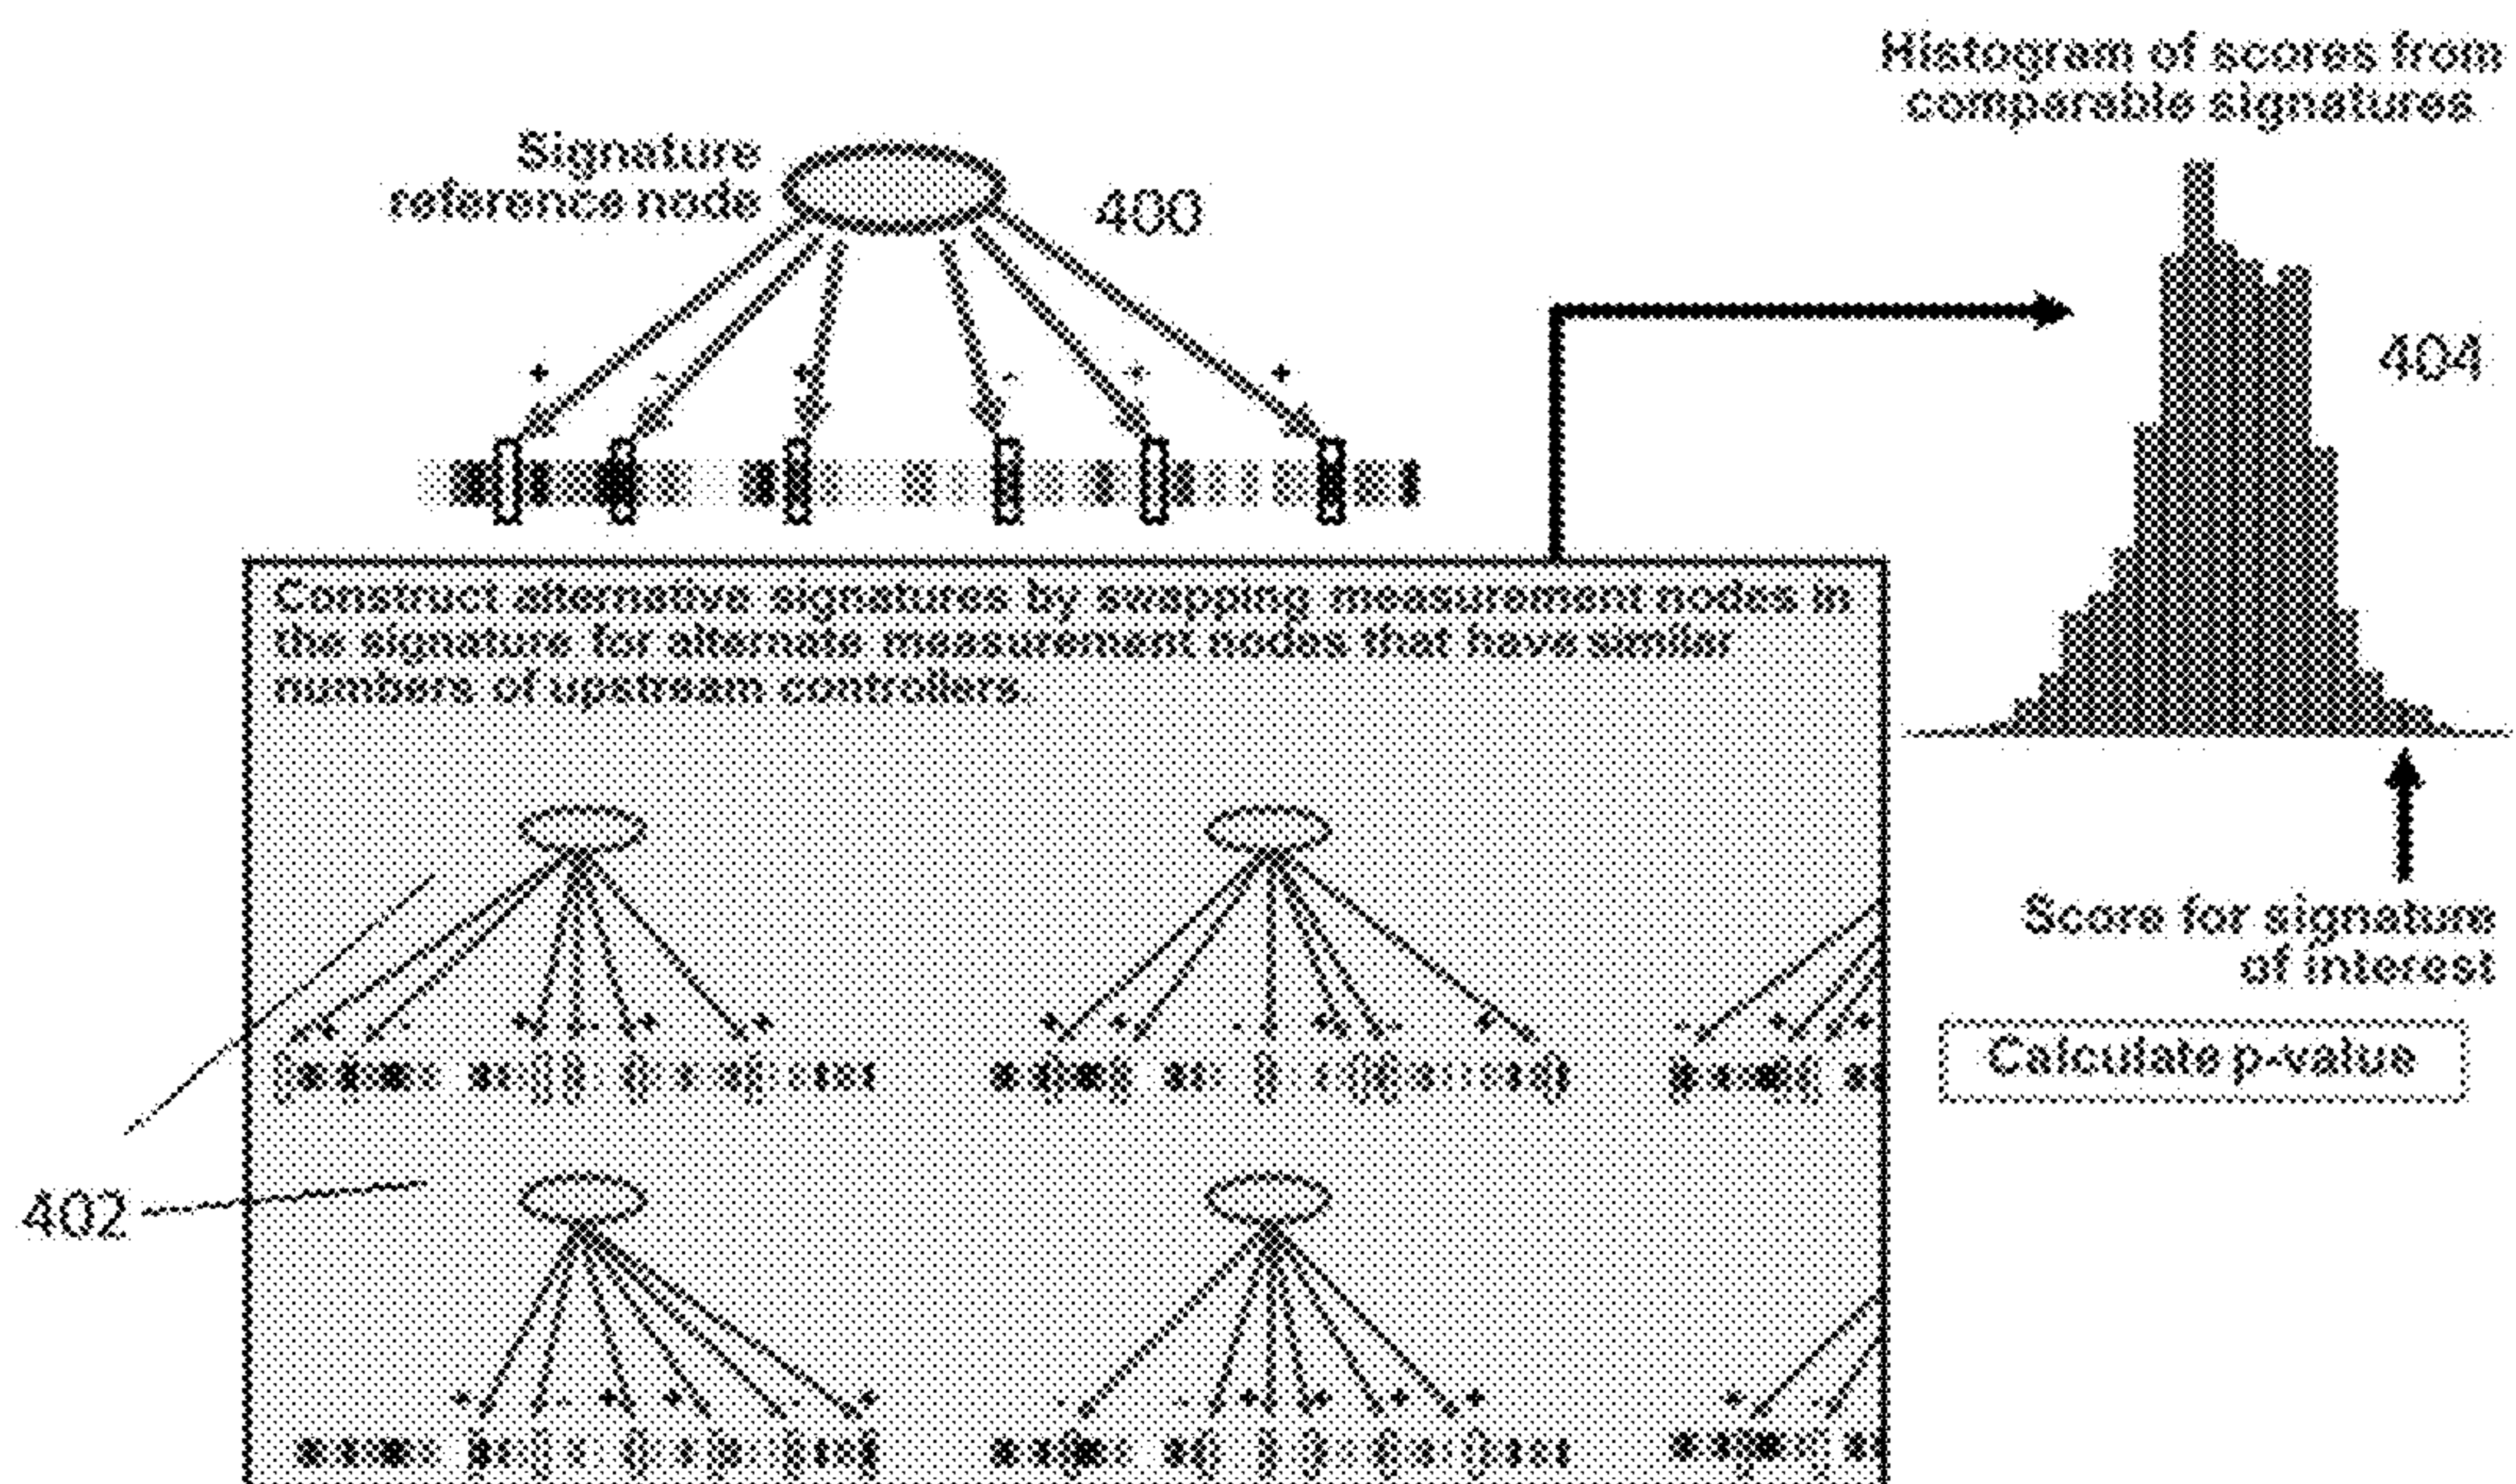 Histogram of scores from
comparable signatures
Signature
reference node
400
404
Construct alternative signatures by swapping measurement nodes in
the signature for alternate measurement nodes that have similar
numbers of upstream controllers.
Score for signature
of interest
Calculate p-value
402